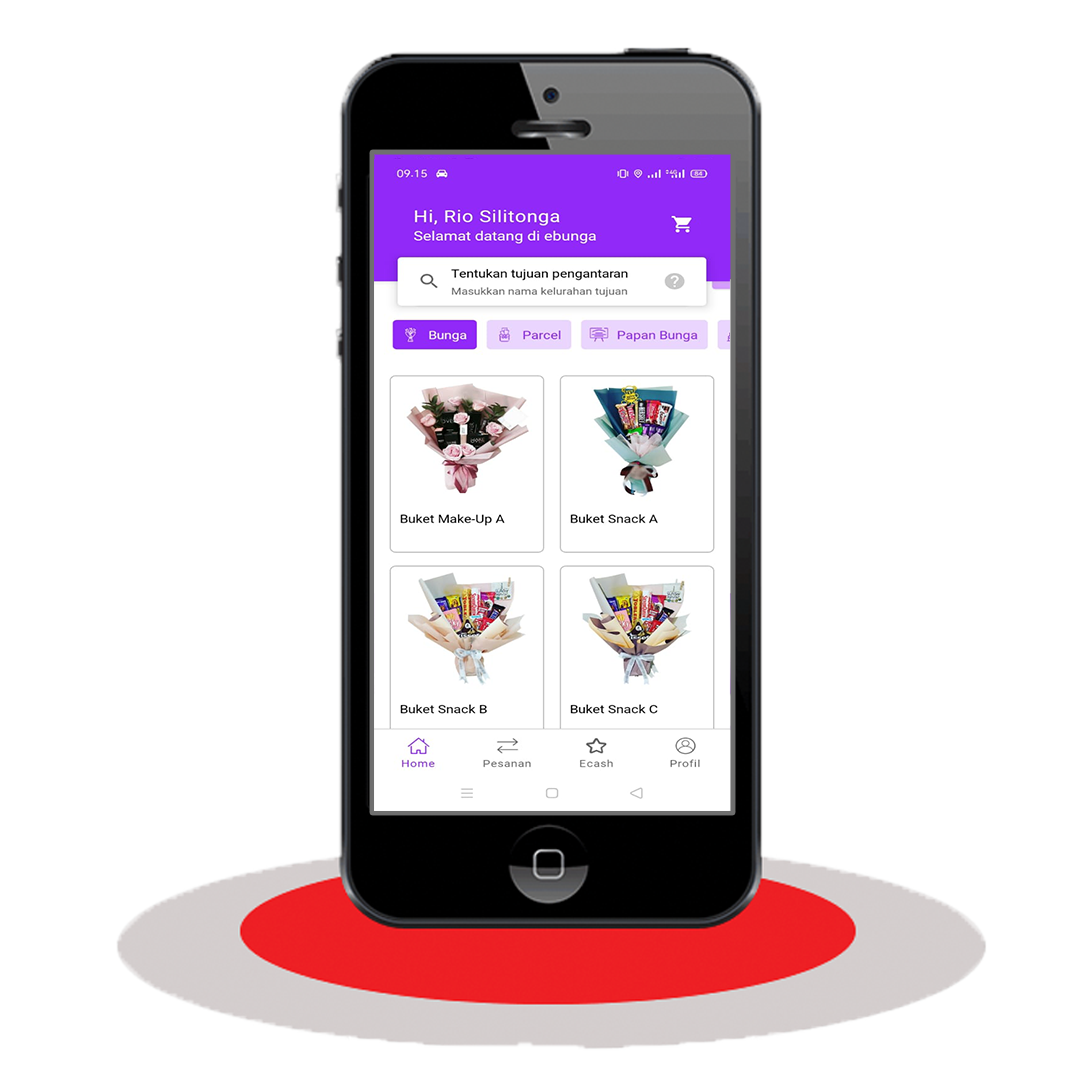 09.15
Hi, Rio Silitonga
Selamat datang di ebunga
Tentukan tujuan pengantaran
Masukkan nama kelurahan tujuan
?
Bunga
Parcel
Papan Bunga
Buket Make-Up A
Buket Snack A
Buket Snack B
Buket Snack C
Home
Pesanan
Ecash
Profil